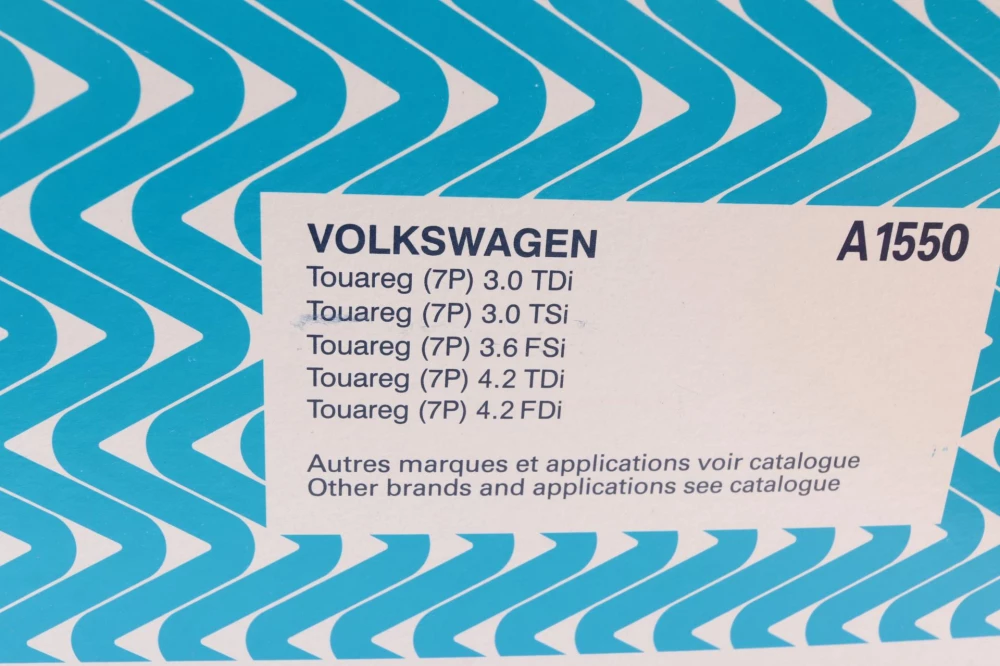 VOLKSWAGEN A1550
Touareg (7P) 3.0 TDi
Touareg (7P) 3.0 TSi
Touareg (7P) 3.6 FSi
Touareg (7P) 4.2 TDi
Touareg (7P) 4.2 FDi
Autres marques et applications voir catalogue
Other brands and applications see catalogue